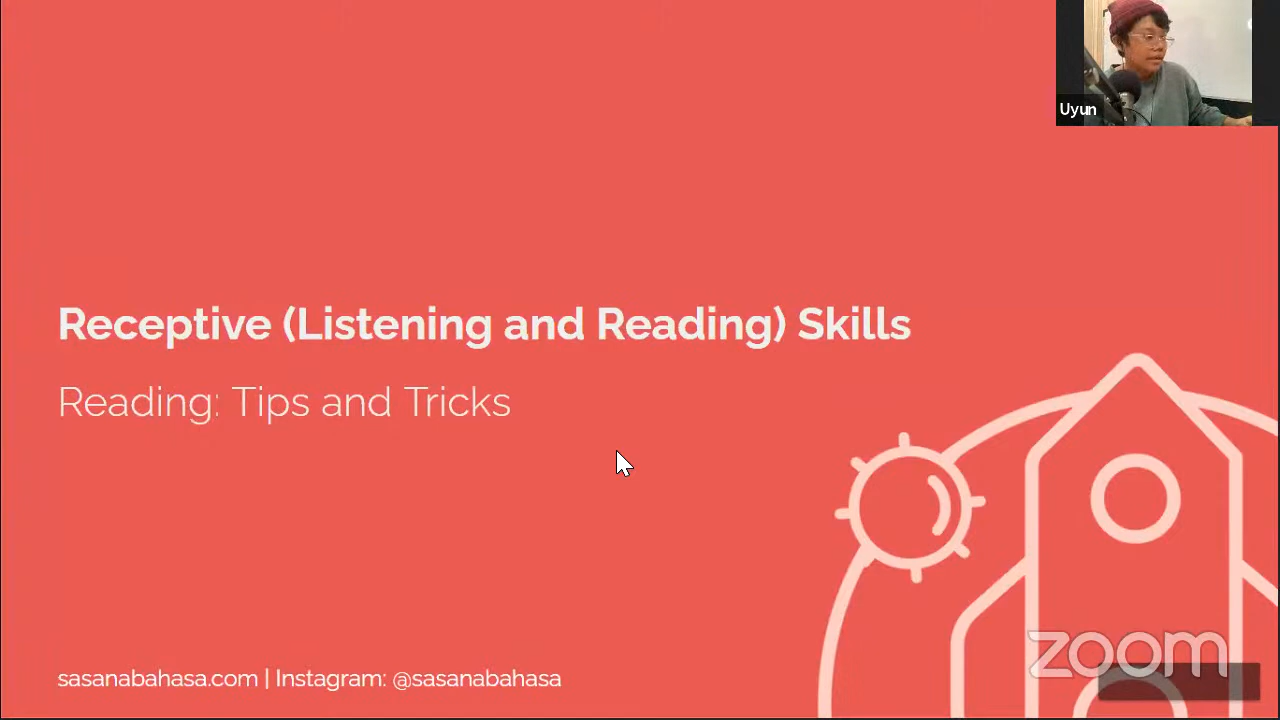 Uyun
Receptive (Listening and Reading) Skills
Reading: Tips and Tricks
sasanabahasa.com | Instagram: @sasanabahasa
zoom